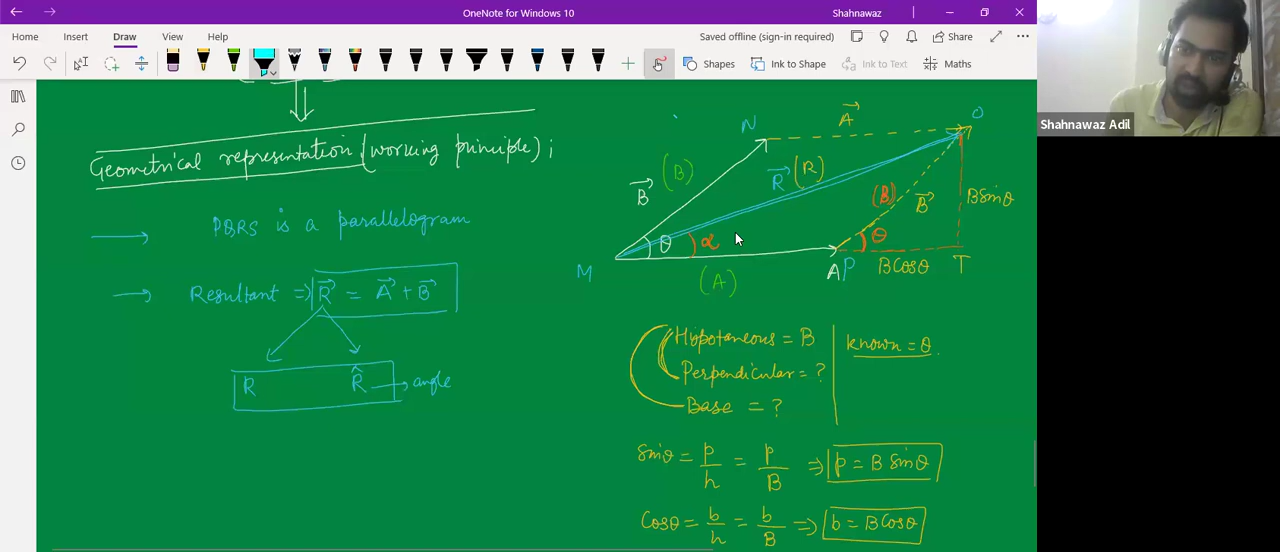 OneNote for Windows 10
Shahnawaz
Home Insert Draw View Help
Saved offline (sign-in required)
Share
Shapes
Ink to Shape
Ink to Text
Maths
Shahnawaz Adil
Geometrical representation (working principle) ;
PQRS is a parallelogram
Resultant ⇒ R⃗ = A⃗ + B⃗
R R̂ → angle
N A⃗ O
B⃗ (B) R⃗ (R) (B) B⃗ B sinθ
M θ α A P θ B Cosθ T
(A)
Hypotaneous = B
Perpendicular = ?
Base = ?
known = θ
Sinθ = p/h = p/B ⇒ p = B Sinθ
Cosθ = b/h = b/B ⇒ b = B Cosθ